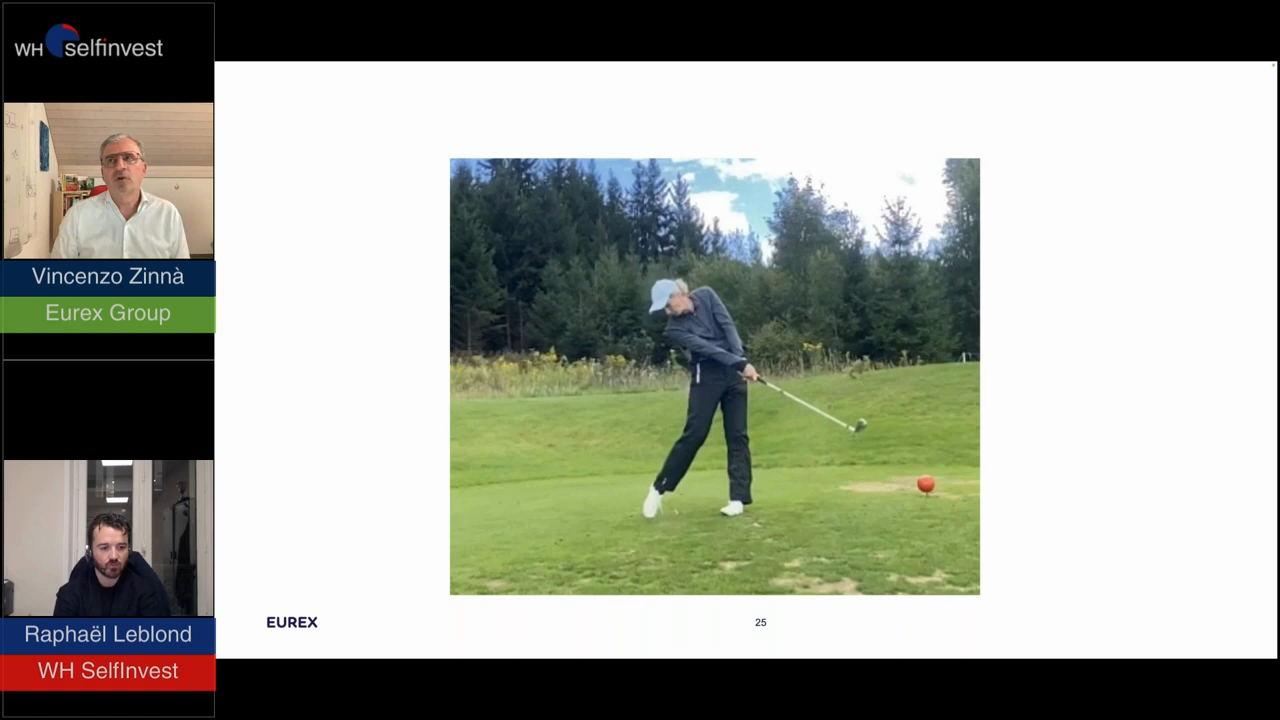 WH selfinvest
Vincenzo Zinnà
Eurex Group
Raphaël Leblond
WH SelfInvest
EUREX
25